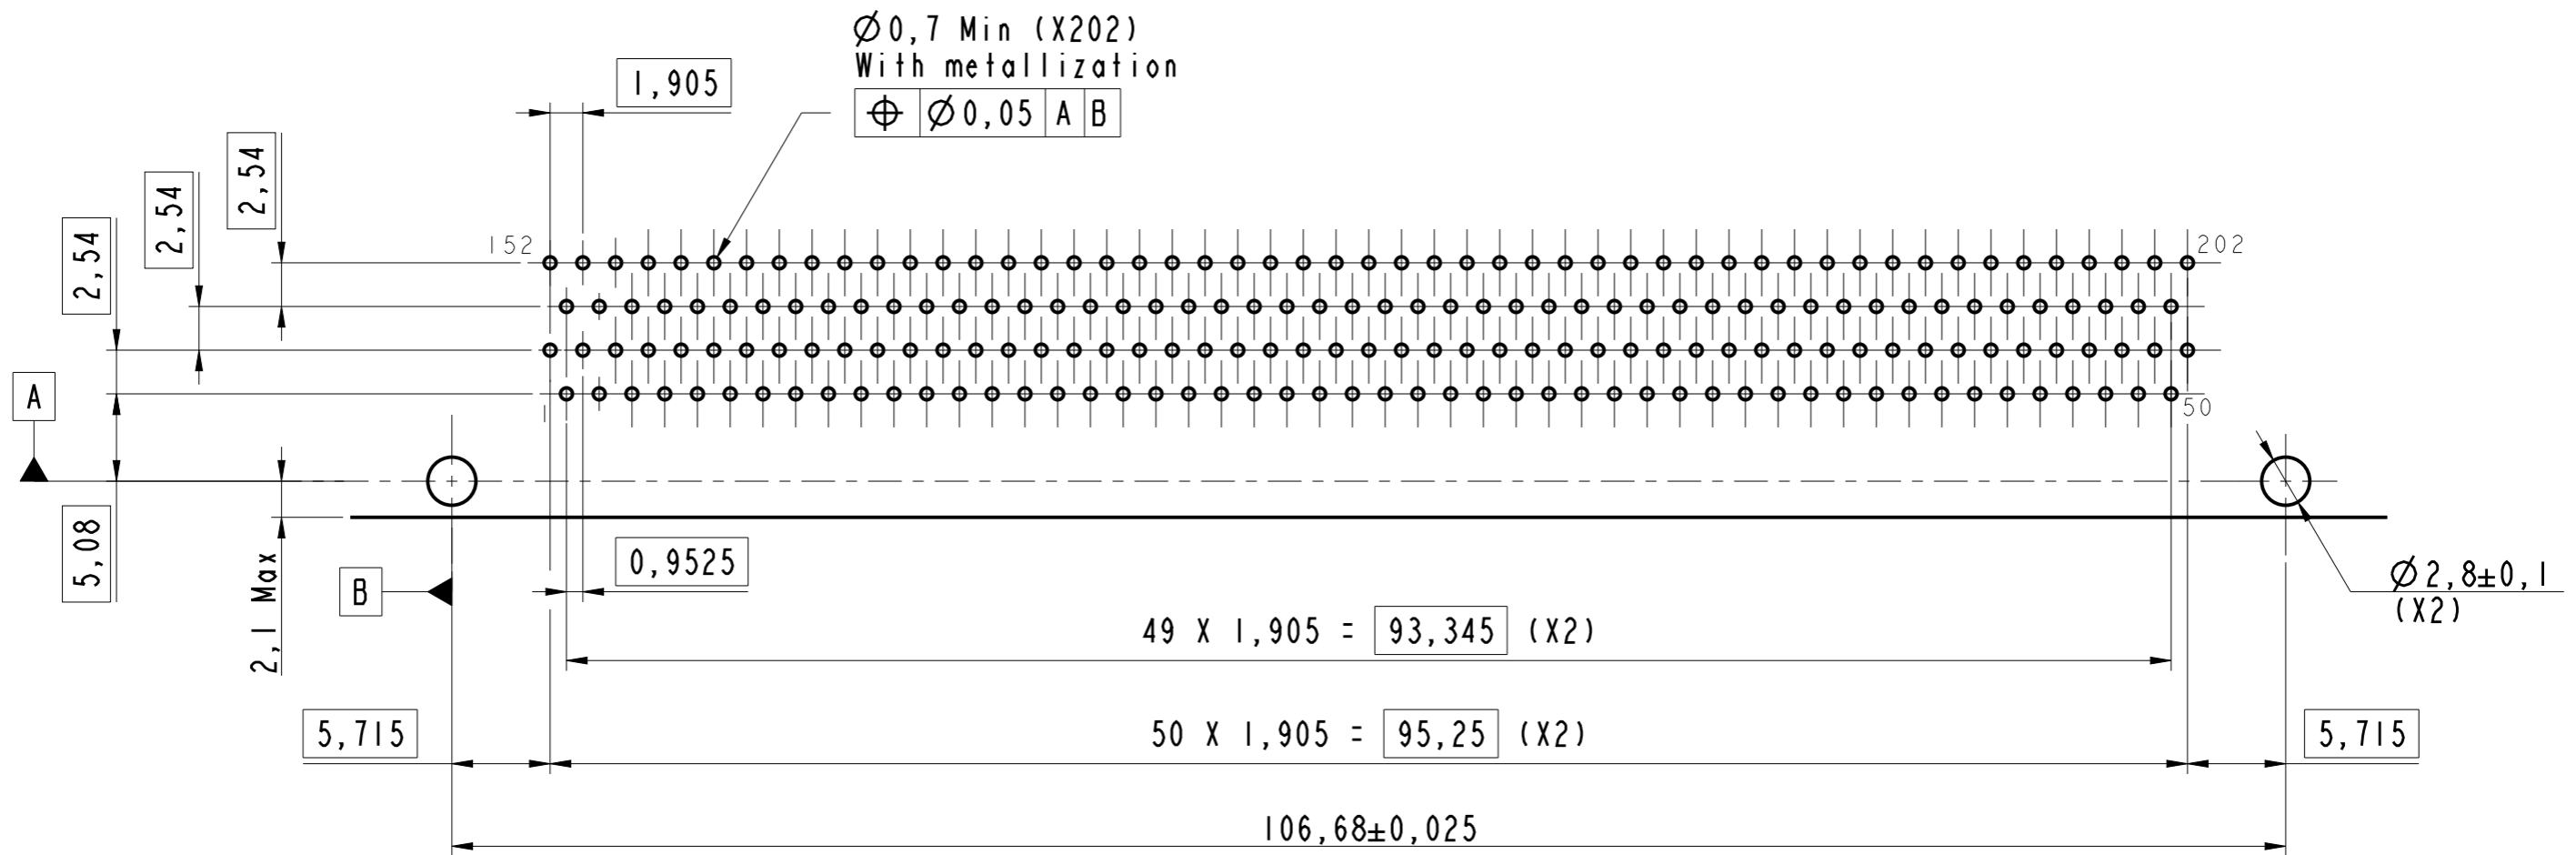 Ø0,7 Min (X202)
With metallization
⌖ Ø0,05 A B
1,905
2,54
2,54
2,54
152
202
A
1
50
5,08
2,1 Max
B
0,9525
Ø2,8±0,1
(X2)
49 X 1,905 = 93,345 (X2)
5,715
50 X 1,905 = 95,25 (X2)
5,715
106,68±0,025